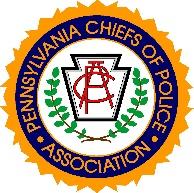 PENNSYLVANIA CHIEFS OF POLICE
· ASSOCIATION ·